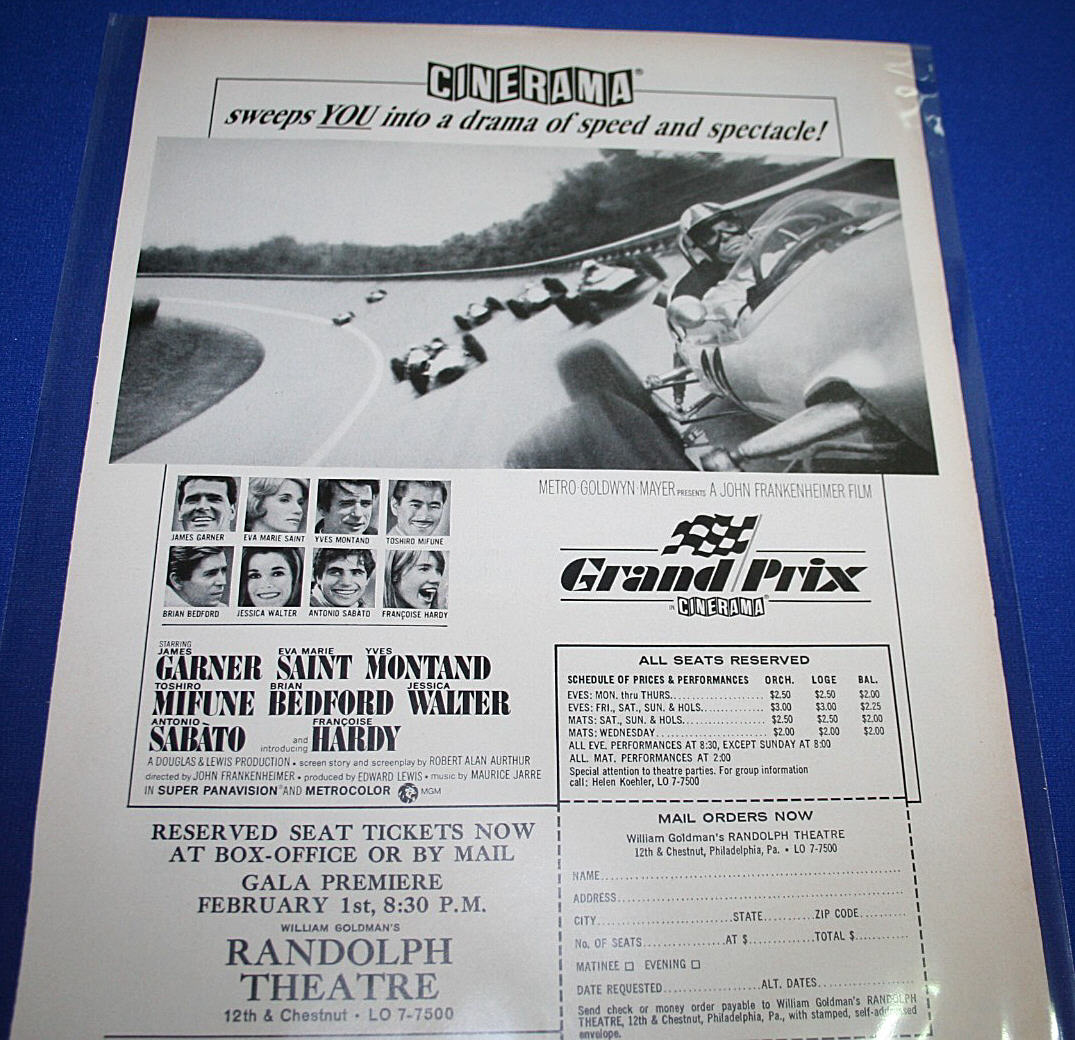 CINERAMA®
sweeps YOU into a drama of speed and spectacle!
METRO-GOLDWYN-MAYER PRESENTS A JOHN FRANKENHEIMER FILM
JAMES GARNER EVA MARIE SAINT YVES MONTAND TOSHIRO MIFUNE
BRIAN BEDFORD JESSICA WALTER ANTONIO SABATO FRANÇOISE HARDY
Grand Prix
IN CINERAMA®
STARRING
JAMES GARNER EVA MARIE SAINT YVES MONTAND
TOSHIRO MIFUNE BRIAN BEDFORD JESSICA WALTER
ANTONIO SABÀTO and introducing FRANÇOISE HARDY
A DOUGLAS & LEWIS PRODUCTION • screen story and screenplay by ROBERT ALAN AURTHUR
directed by JOHN FRANKENHEIMER • produced by EDWARD LEWIS • music by MAURICE JARRE
IN SUPER PANAVISION® AND METROCOLOR MGM
ALL SEATS RESERVED
SCHEDULE OF PRICES & PERFORMANCES ORCH. LOGE BAL.
EVES: MON. thru THURS. $2.50 $2.50 $2.00
EVES: FRI., SAT., SUN. & HOLS. $3.00 $3.00 $2.25
MATS: SAT., SUN. & HOLS. $2.50 $2.50 $2.00
MATS: WEDNESDAY $2.00 $2.00 $2.00
ALL EVE. PERFORMANCES AT 8:30, EXCEPT SUNDAY AT 8:00
ALL. MAT. PERFORMANCES AT 2:00
Special attention to theatre parties. For group information
call: Helen Koehler, LO 7-7500
RESERVED SEAT TICKETS NOW
AT BOX-OFFICE OR BY MAIL
GALA PREMIERE
FEBRUARY 1st, 8:30 P.M.
WILLIAM GOLDMAN'S
RANDOLPH
THEATRE
12th & Chestnut • LO 7-7500
MAIL ORDERS NOW
William Goldman's RANDOLPH THEATRE
12th & Chestnut, Philadelphia, Pa. • LO 7-7500
NAME
ADDRESS
CITY STATE ZIP CODE
No. OF SEATS AT $ TOTAL $
MATINEE □ EVENING □
DATE REQUESTED ALT. DATES
Send check or money order payable to William Goldman's RANDOLPH
THEATRE, 12th & Chestnut, Philadelphia, Pa., with stamped, self-addressed
envelope.